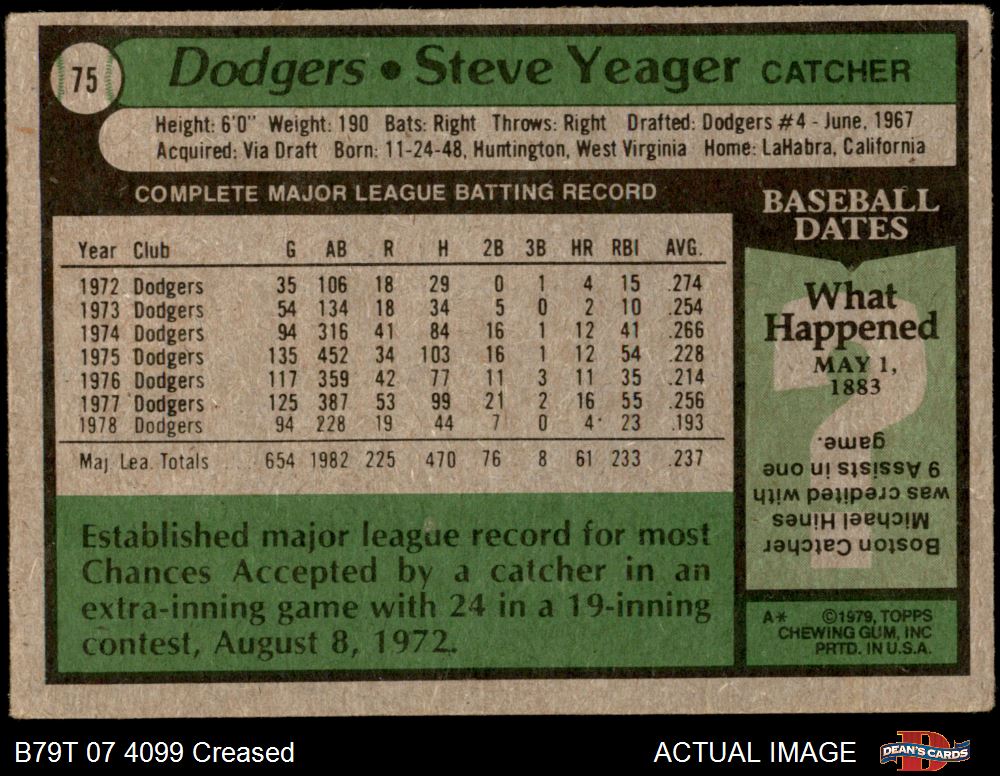 75
Dodgers • Steve Yeager CATCHER
Height: 6'0" Weight: 190 Bats: Right Throws: Right Drafted: Dodgers #4 - June, 1967
Acquired: Via Draft Born: 11-24-48, Huntington, West Virginia Home: LaHabra, California
COMPLETE MAJOR LEAGUE BATTING RECORD
Year Club G AB R H 2B 3B HR RBI AVG.
1972 Dodgers 35 106 18 29 0 1 4 15 .274
1973 Dodgers 54 134 18 34 5 0 2 10 .254
1974 Dodgers 94 316 41 84 16 1 12 41 .266
1975 Dodgers 135 452 34 103 16 1 12 54 .228
1976 Dodgers 117 359 42 77 11 3 11 35 .214
1977 Dodgers 125 387 53 99 21 2 16 55 .256
1978 Dodgers 94 228 19 44 7 0 4 23 .193
Maj. Lea. Totals .... 654 1982 225 470 76 8 61 233 .237
Established major league record for most
Chances Accepted by a catcher in an
extra-inning game with 24 in a 19-inning
contest, August 8, 1972.
BASEBALL
DATES
What
Happened
MAY 1,
1883
?
Boston Catcher
Michael Hines
was credited with
9 Assists in one
game.
A* ©1979, TOPPS
CHEWING GUM, INC
PRTD. IN U.S.A.
B79T 07 4099 Creased
ACTUAL IMAGE
D
DEAN'S CARDS